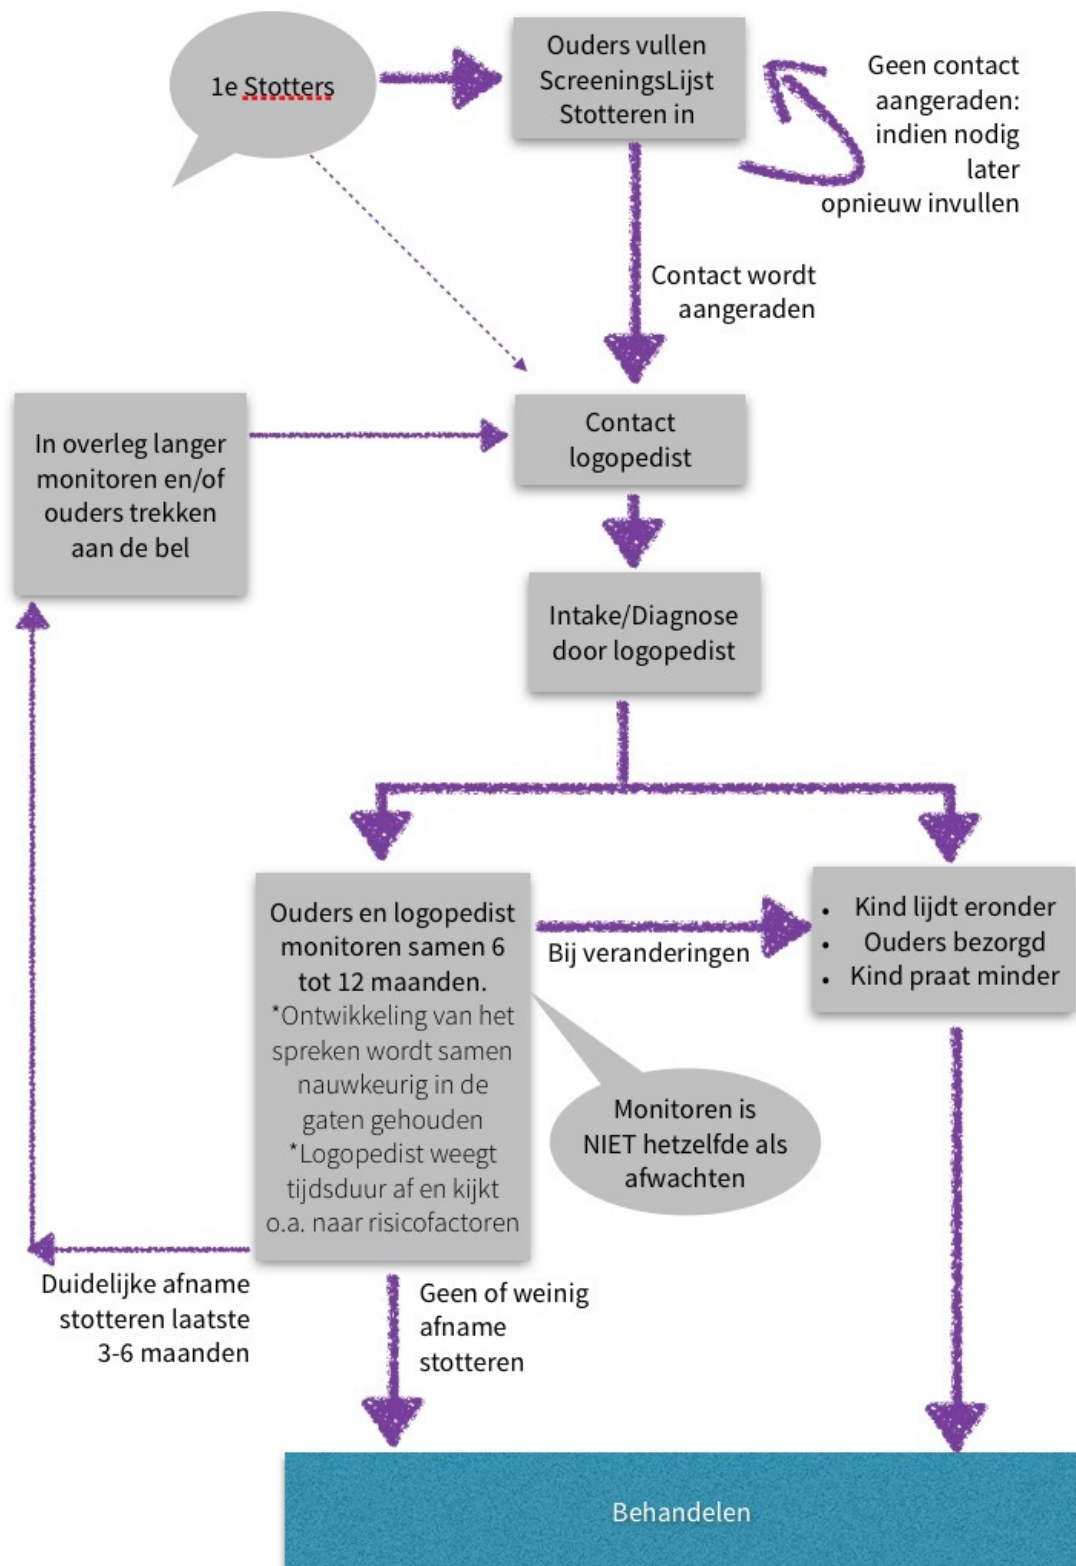 1e Stotters
Ouders vullen
ScreeningsLijst
Stotteren in
Geen contact
aangeraden:
indien nodig
later
opnieuw invullen
Contact wordt
aangeraden
In overleg langer
monitoren en/of
ouders trekken
aan de bel
Contact
logopedist
Intake/Diagnose
door logopedist
Ouders en logopedist
monitoren samen 6
tot 12 maanden.
*Ontwikkeling van het
spreken wordt samen
nauwkeurig in de
gaten gehouden
*Logopedist weegt
tijdsduur af en kijkt
o.a. naar risicofactoren
Bij veranderingen
• Kind lijdt eronder
• Ouders bezorgd
• Kind praat minder
Monitoren is
NIET hetzelfde als
afwachten
Duidelijke afname
stotteren laatste
3-6 maanden
Geen of weinig
afname
stotteren
Behandelen